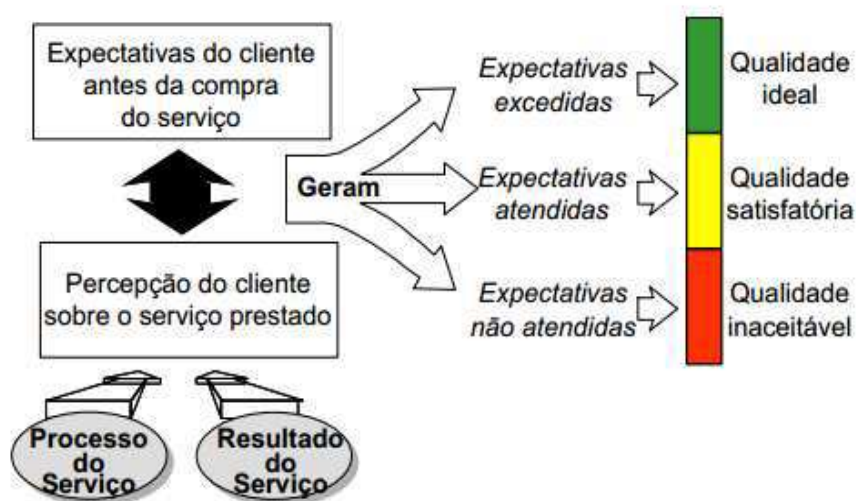 Expectativas do cliente
antes da compra
do serviço
Geram
Percepção do cliente
sobre o serviço prestado
Processo
do
Serviço
Resultado
do
Serviço
Expectativas
excedidas
Qualidade
ideal
Expectativas
atendidas
Qualidade
satisfatória
Expectativas
não atendidas
Qualidade
inaceitável